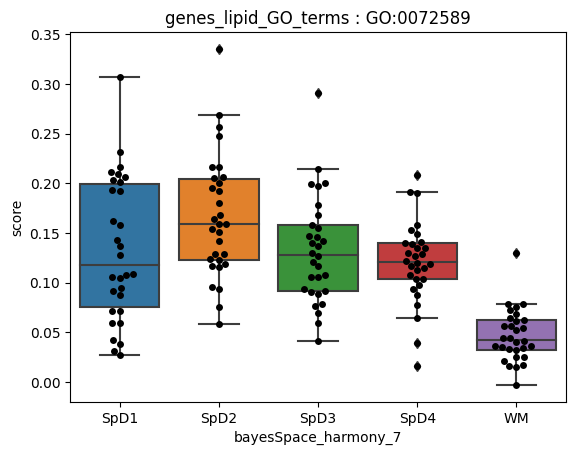 genes_lipid_GO_terms : GO:0072589
0.35
0.30
0.25
0.20
0.15
0.10
0.05
0.00
score
SpD1 SpD2 SpD3 SpD4 WM
bayesSpace_harmony_7